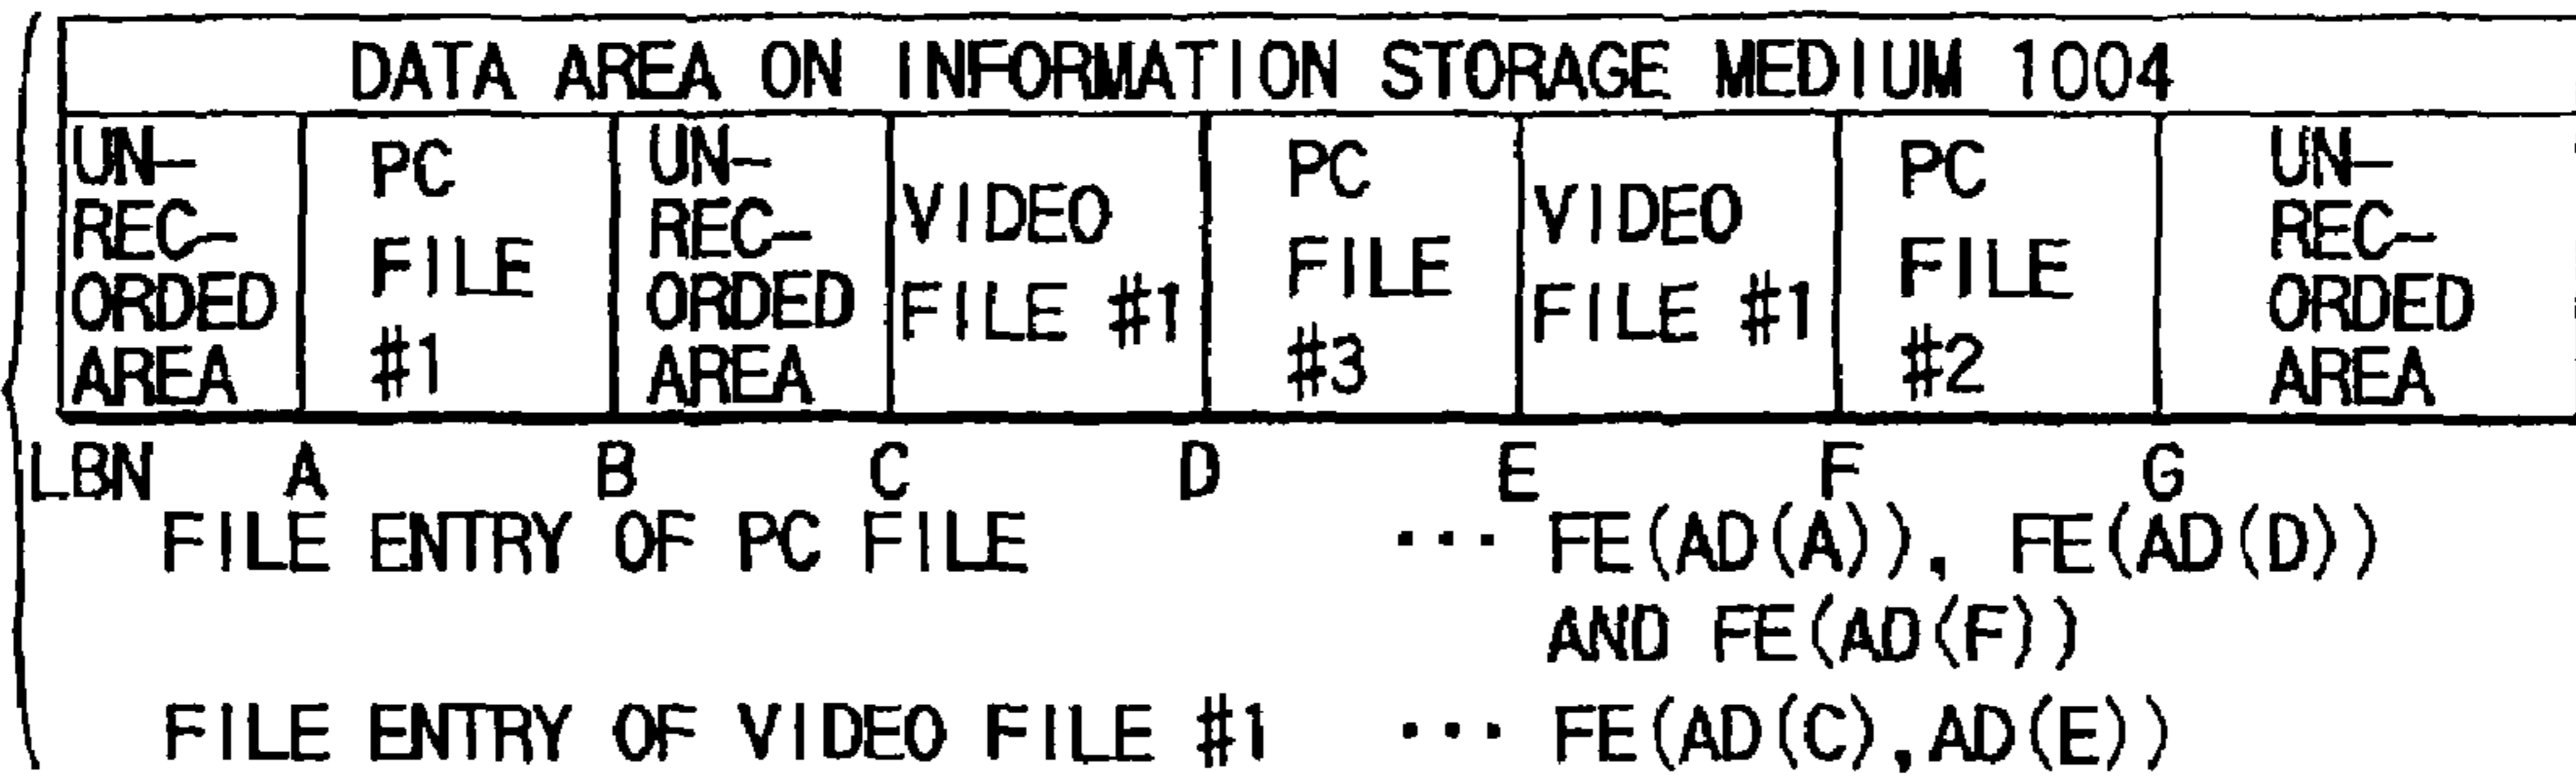 DATA AREA ON INFORMATION STORAGE MEDIUM 1004
UN-
REC-
ORDED
AREA
PC
FILE
#1
UN-
REC-
ORDED
AREA
VIDEO
FILE #1
PC
FILE
#3
VIDEO
FILE #1
PC
FILE
#2
UN-
REC-
ORDED
AREA
LBN A B C D E F G
FILE ENTRY OF PC FILE ··· FE(AD(A)), FE(AD(D))
AND FE(AD(F))
FILE ENTRY OF VIDEO FILE #1 ··· FE(AD(C),AD(E))